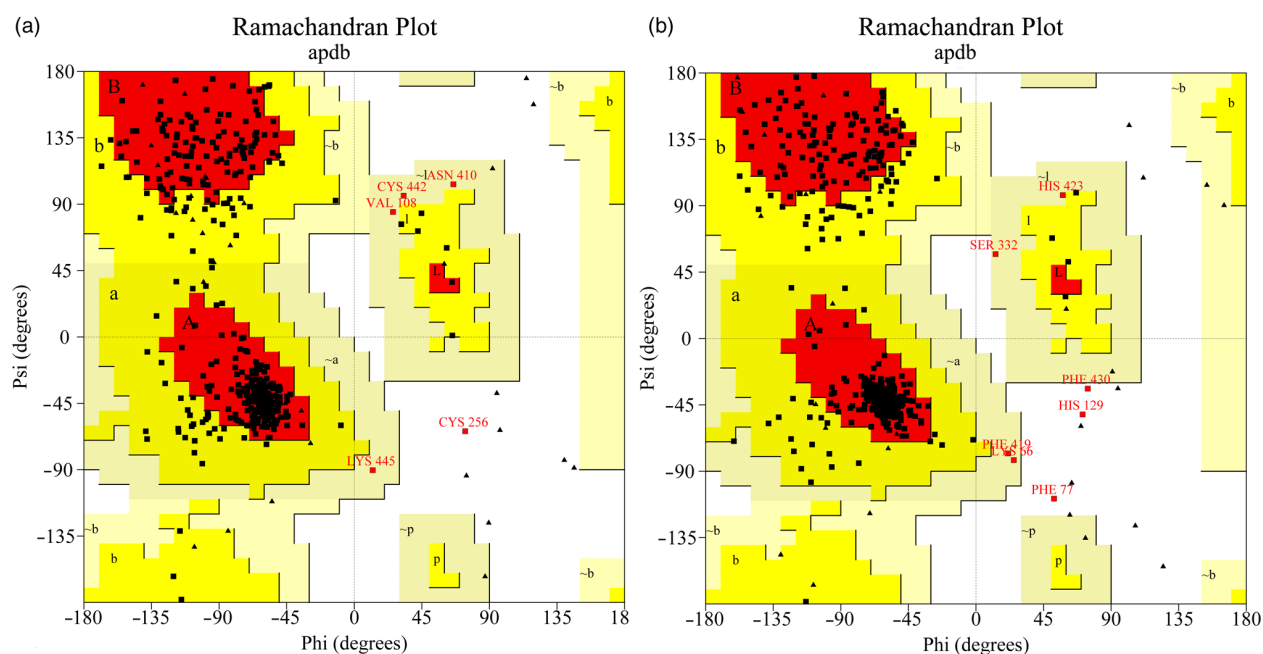 (a)
Ramachandran Plot
apdb
180
135
90
45
0
−45
−90
−135
Psi (degrees)
B
b
~b
~b
b
~l
ASN 410
CYS 442
VAL 108
l
L
a
A
~a
CYS 256
LYS 445
~b
b
~p
p
~b
−180
−135
−90
−45
0
45
90
135
18
Phi (degrees)
(b)
Ramachandran Plot
apdb
180
135
90
45
0
−45
−90
−135
Psi (degrees)
B
b
~b
~b
b
~l
HIS 423
l
SER 332
L
a
A
~a
PHE 430
HIS 129
PHE 419
PHE 77
~b
b
~p
p
~b
−180
−135
−90
−45
0
45
90
135
180
Phi (degrees)